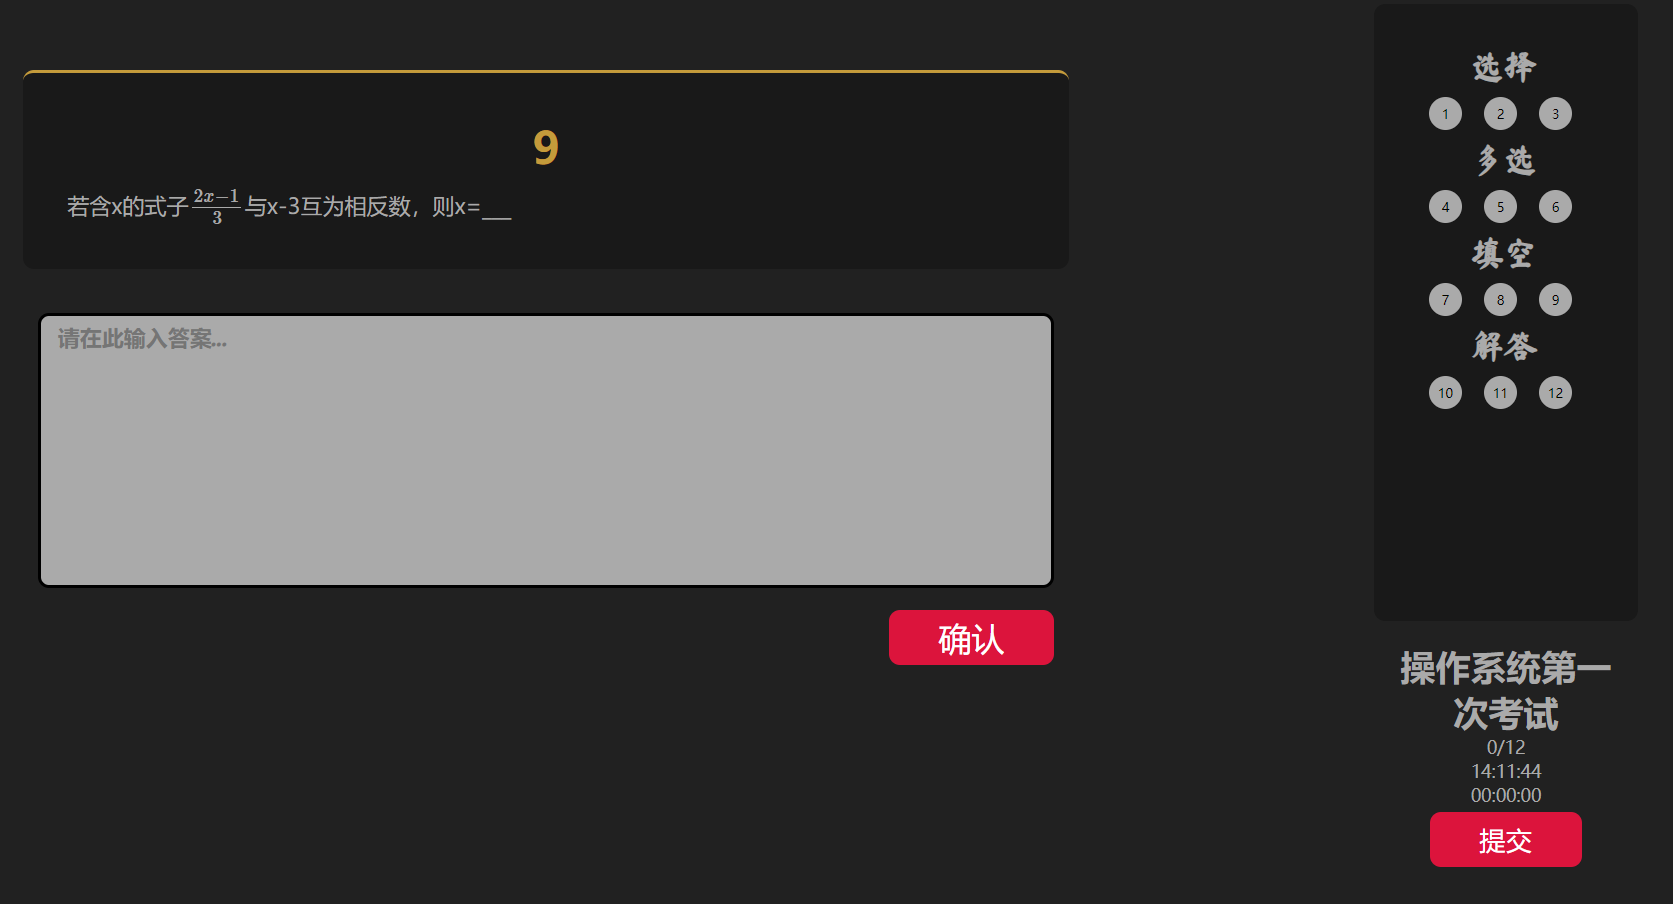 9
若含x的式子\frac{2x-1}{3}与x-3互为相反数，则x=___
请在此输入答案...
确认
选择
1 2 3
多选
4 5 6
填空
7 8 9
解答
10 11 12
操作系统第一
次考试
0/12
14:11:44
00:00:00
提交